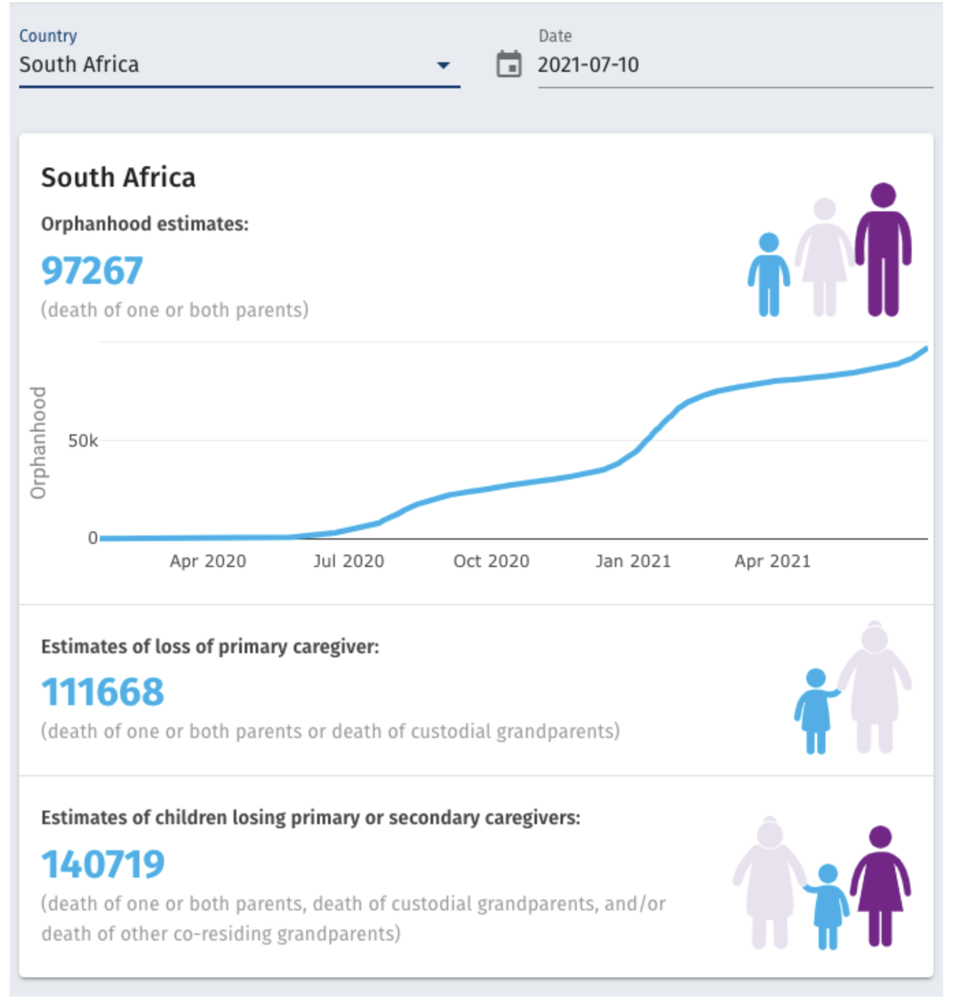 Country
South Africa
Date
2021-07-10
South Africa
Orphanhood estimates:
97267
(death of one or both parents)
Orphanhood
50k
0
Apr 2020
Jul 2020
Oct 2020
Jan 2021
Apr 2021
Estimates of loss of primary caregiver:
111668
(death of one or both parents or death of custodial grandparents)
Estimates of children losing primary or secondary caregivers:
140719
(death of one or both parents, death of custodial grandparents, and/or
death of other co-residing grandparents)